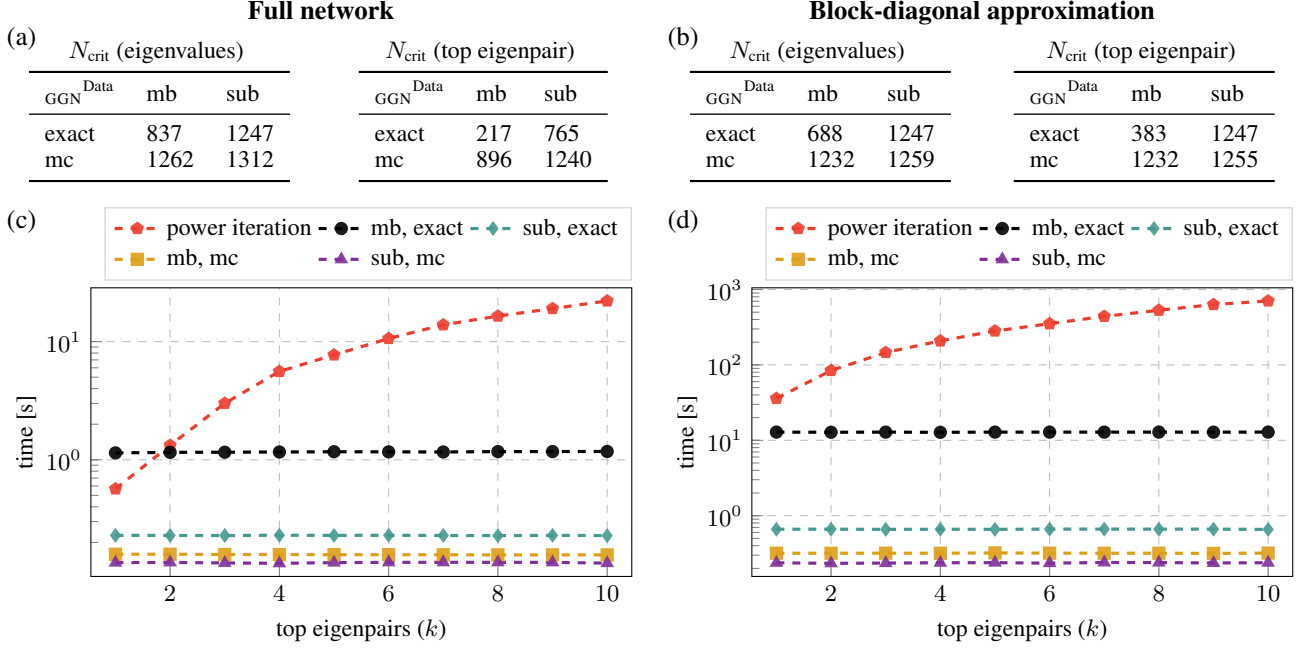 Full network
Block-diagonal approximation
(a)
N_crit (eigenvalues)
GGN Data mb sub
exact 837 1247
mc 1262 1312
N_crit (top eigenpair)
GGN Data mb sub
exact 217 765
mc 896 1240
(b)
N_crit (eigenvalues)
GGN Data mb sub
exact 688 1247
mc 1232 1259
N_crit (top eigenpair)
GGN Data mb sub
exact 383 1247
mc 1232 1255
(c)
power iteration mb, exact sub, exact
mb, mc sub, mc
time [s]
10^1
10^0
2 4 6 8 10
top eigenpairs (k)
(d)
power iteration mb, exact sub, exact
mb, mc sub, mc
time [s]
10^3
10^2
10^1
10^0
2 4 6 8 10
top eigenpairs (k)